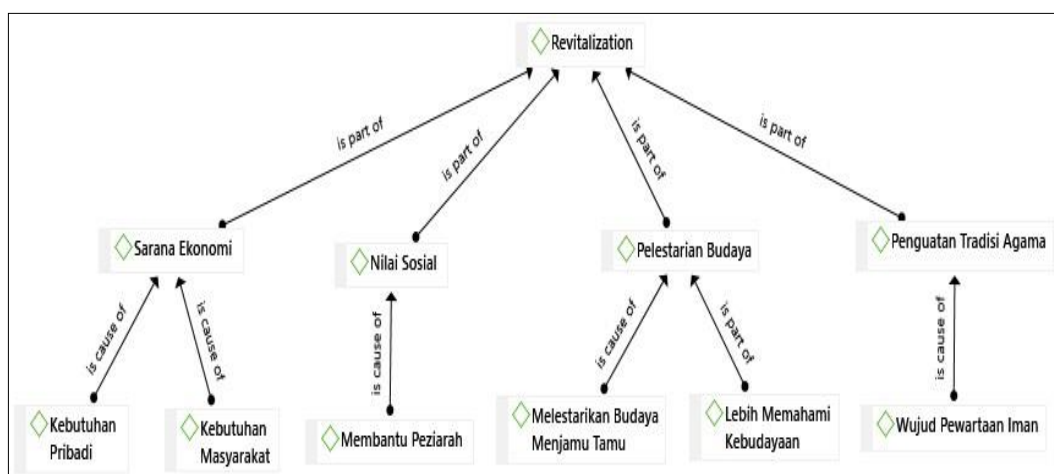 Revitalization
is part of
is part of
is part of
is part of
Sarana Ekonomi
Nilai Sosial
Pelestarian Budaya
Penguatan Tradisi Agama
is cause of
is cause of
is cause of
is cause of
is part of
is cause of
Kebutuhan
Pribadi
Kebutuhan
Masyarakat
Membantu Peziarah
Melestarikan Budaya
Menjamu Tamu
Lebih Memahami
Kebudayaan
Wujud Pewartaan Iman